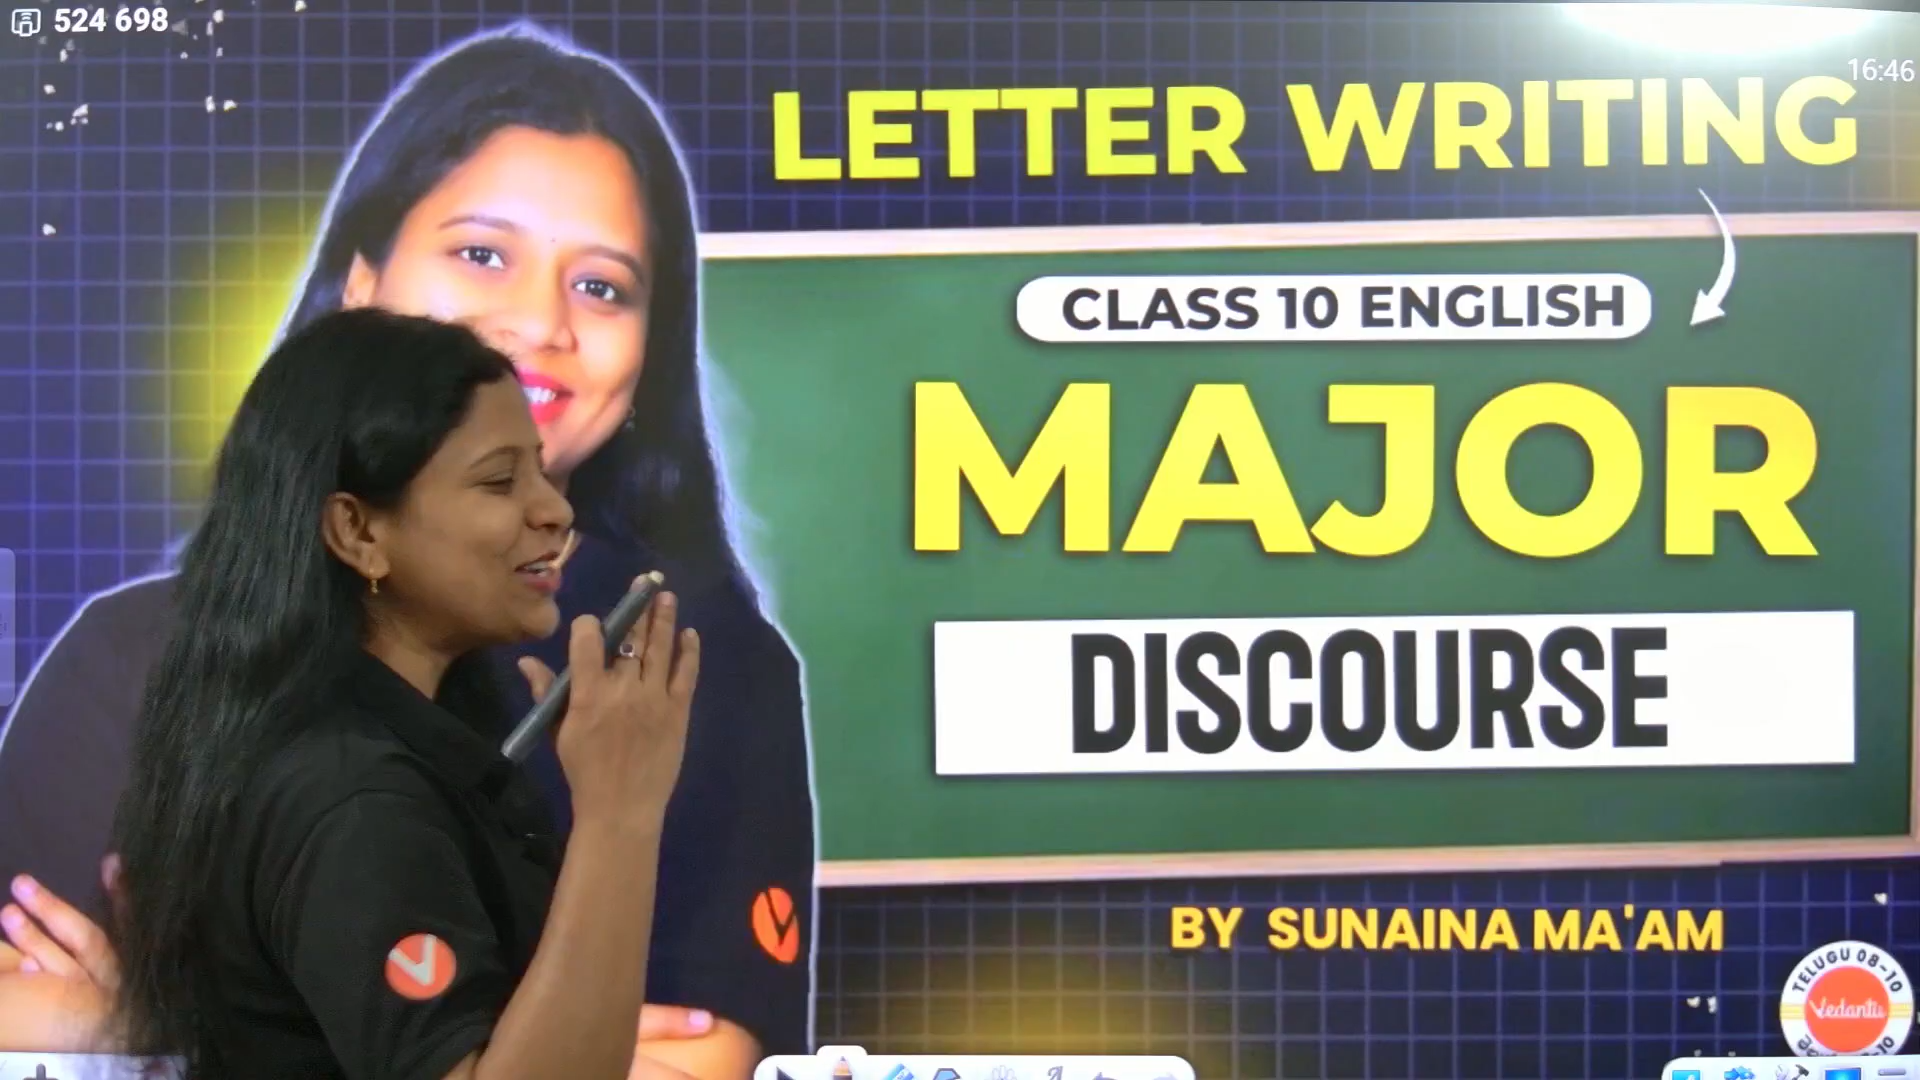 524 698
16:46
LETTER WRITING
CLASS 10 ENGLISH
MAJOR
DISCOURSE
BY SUNAINA MA'AM
TELUGU 08-10
Vedantu